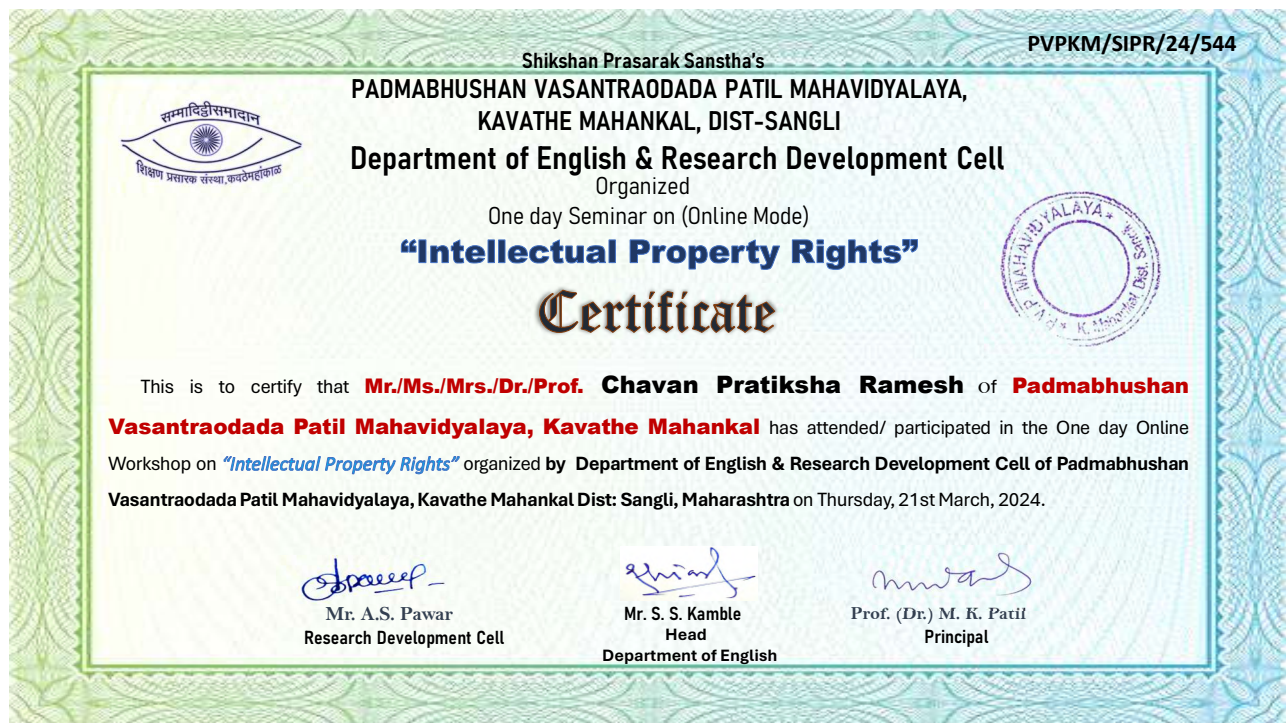 PVPKM/SIPR/24/544
Shikshan Prasarak Sanstha's
PADMABHUSHAN VASANTRAODADA PATIL MAHAVIDYALAYA,
KAVATHE MAHANKAL, DIST-SANGLI
सम्मादिट्ठीसमादान
शिक्षण प्रसारक संस्था,कवठेमहांकाळ
Department of English & Research Development Cell
Organized
One day Seminar on (Online Mode)
“Intellectual Property Rights”
P.V.P. MAHAVIDYALAYA * K. Mahankal, Dist. Sangli *
Certificate
This is to certify that Mr./Ms./Mrs./Dr./Prof. Chavan Pratiksha Ramesh Of Padmabhushan
Vasantraodada Patil Mahavidyalaya, Kavathe Mahankal has attended/ participated in the One day Online
Workshop on “Intellectual Property Rights” organized by Department of English & Research Development Cell of Padmabhushan
Vasantraodada Patil Mahavidyalaya, Kavathe Mahankal Dist: Sangli, Maharashtra on Thursday, 21st March, 2024.
Mr. A.S. Pawar
Research Development Cell
Mr. S. S. Kamble
Head
Department of English
Prof. (Dr.) M. K. Patil
Principal